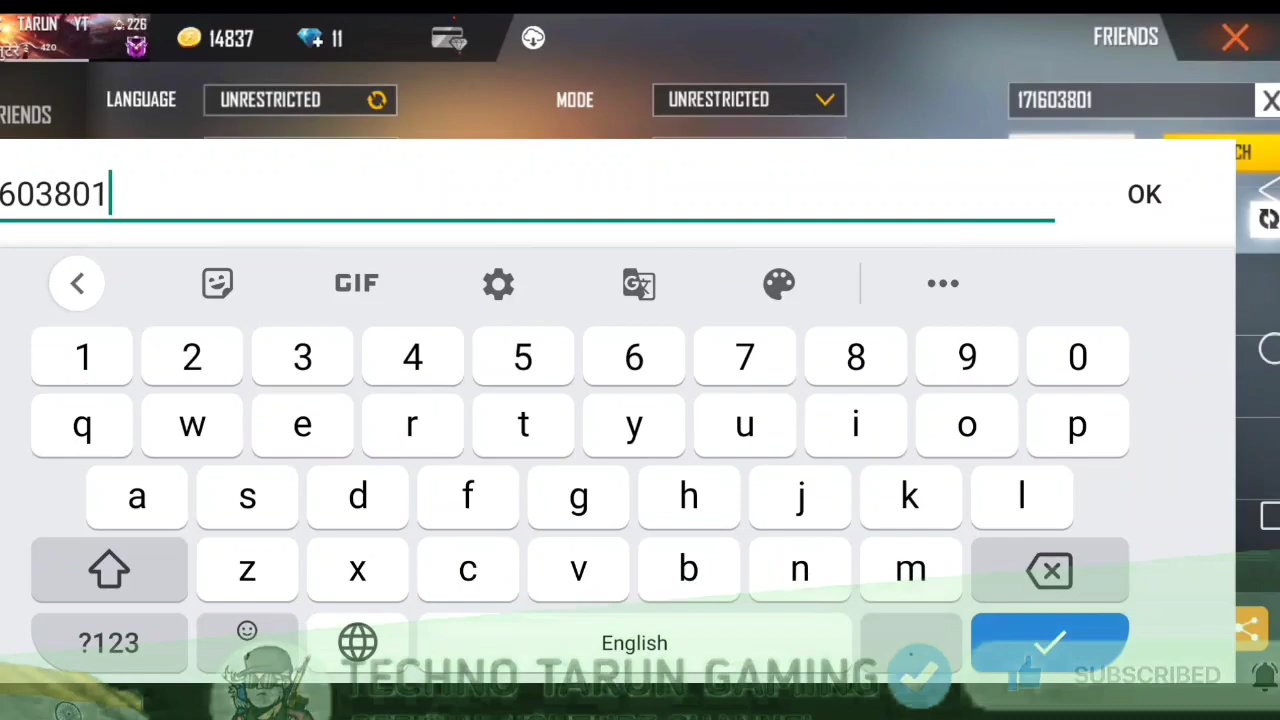 TARUN YT 226
420
14837
11
FRIENDS
FRIENDS
LANGUAGE
UNRESTRICTED
MODE
UNRESTRICTED
171603801
X
603801
OK
GIF
1 2 3 4 5 6 7 8 9 0
q w e r t y u i o p
a s d f g h j k l
z x c v b n m
?123
English
TECHNO TARUN GAMING
SUBSCRIBED